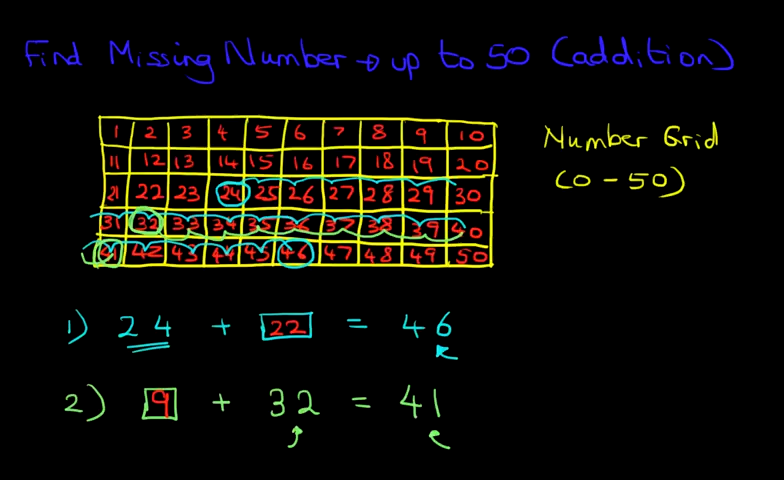 Find Missing Number → up to 50 (addition)
1 2 3 4 5 6 7 8 9 10
11 12 13 14 15 16 17 18 19 20
21 22 23 24 25 26 27 28 29 30
31 32 33 34 35 36 37 38 39 40
41 42 43 44 45 46 47 48 49 50
Number Grid
(0 - 50)
1) 24 + 22 = 46
2) 9 + 32 = 41